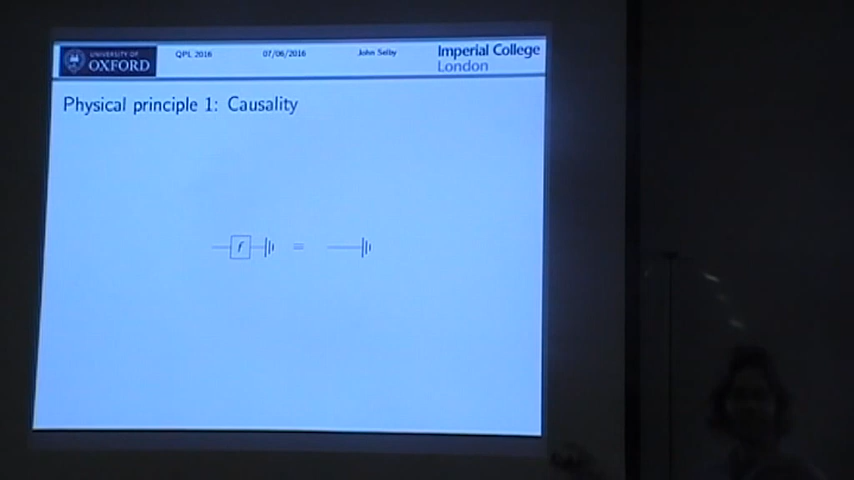 UNIVERSITY OF
OXFORD
QPL 2016
07/06/2016
John Selby
Imperial College
London
Physical principle 1: Causality
f
=